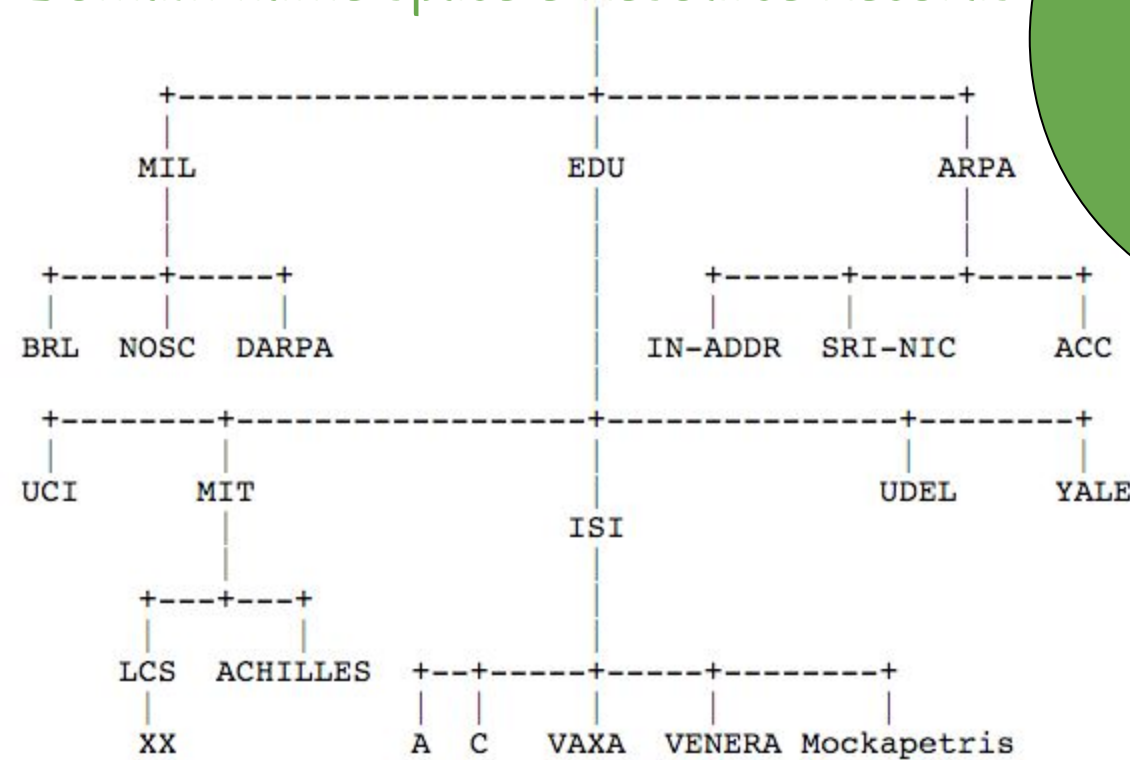 MIL EDU ARPA
BRL NOSC DARPA IN-ADDR SRI-NIC ACC
UCI MIT UDEL YALE
ISI
LCS ACHILLES
XX A C VAXA VENERA Mockapetris